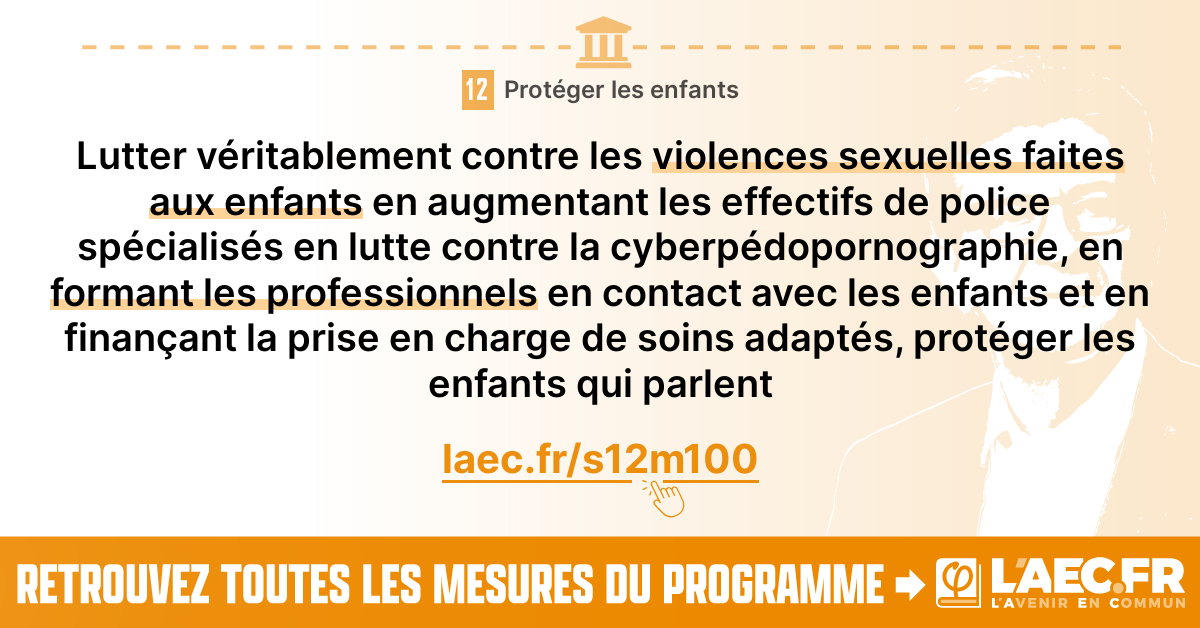 12 Protéger les enfants
Lutter véritablement contre les violences sexuelles faites
aux enfants en augmentant les effectifs de police
spécialisés en lutte contre la cyberpédopornographie, en
formant les professionnels en contact avec les enfants et en
finançant la prise en charge de soins adaptés, protéger les
enfants qui parlent
laec.fr/s12m100
RETROUVEZ TOUTES LES MESURES DU PROGRAMME
φ L'AEC.FR
L'AVENIR EN COMMUN